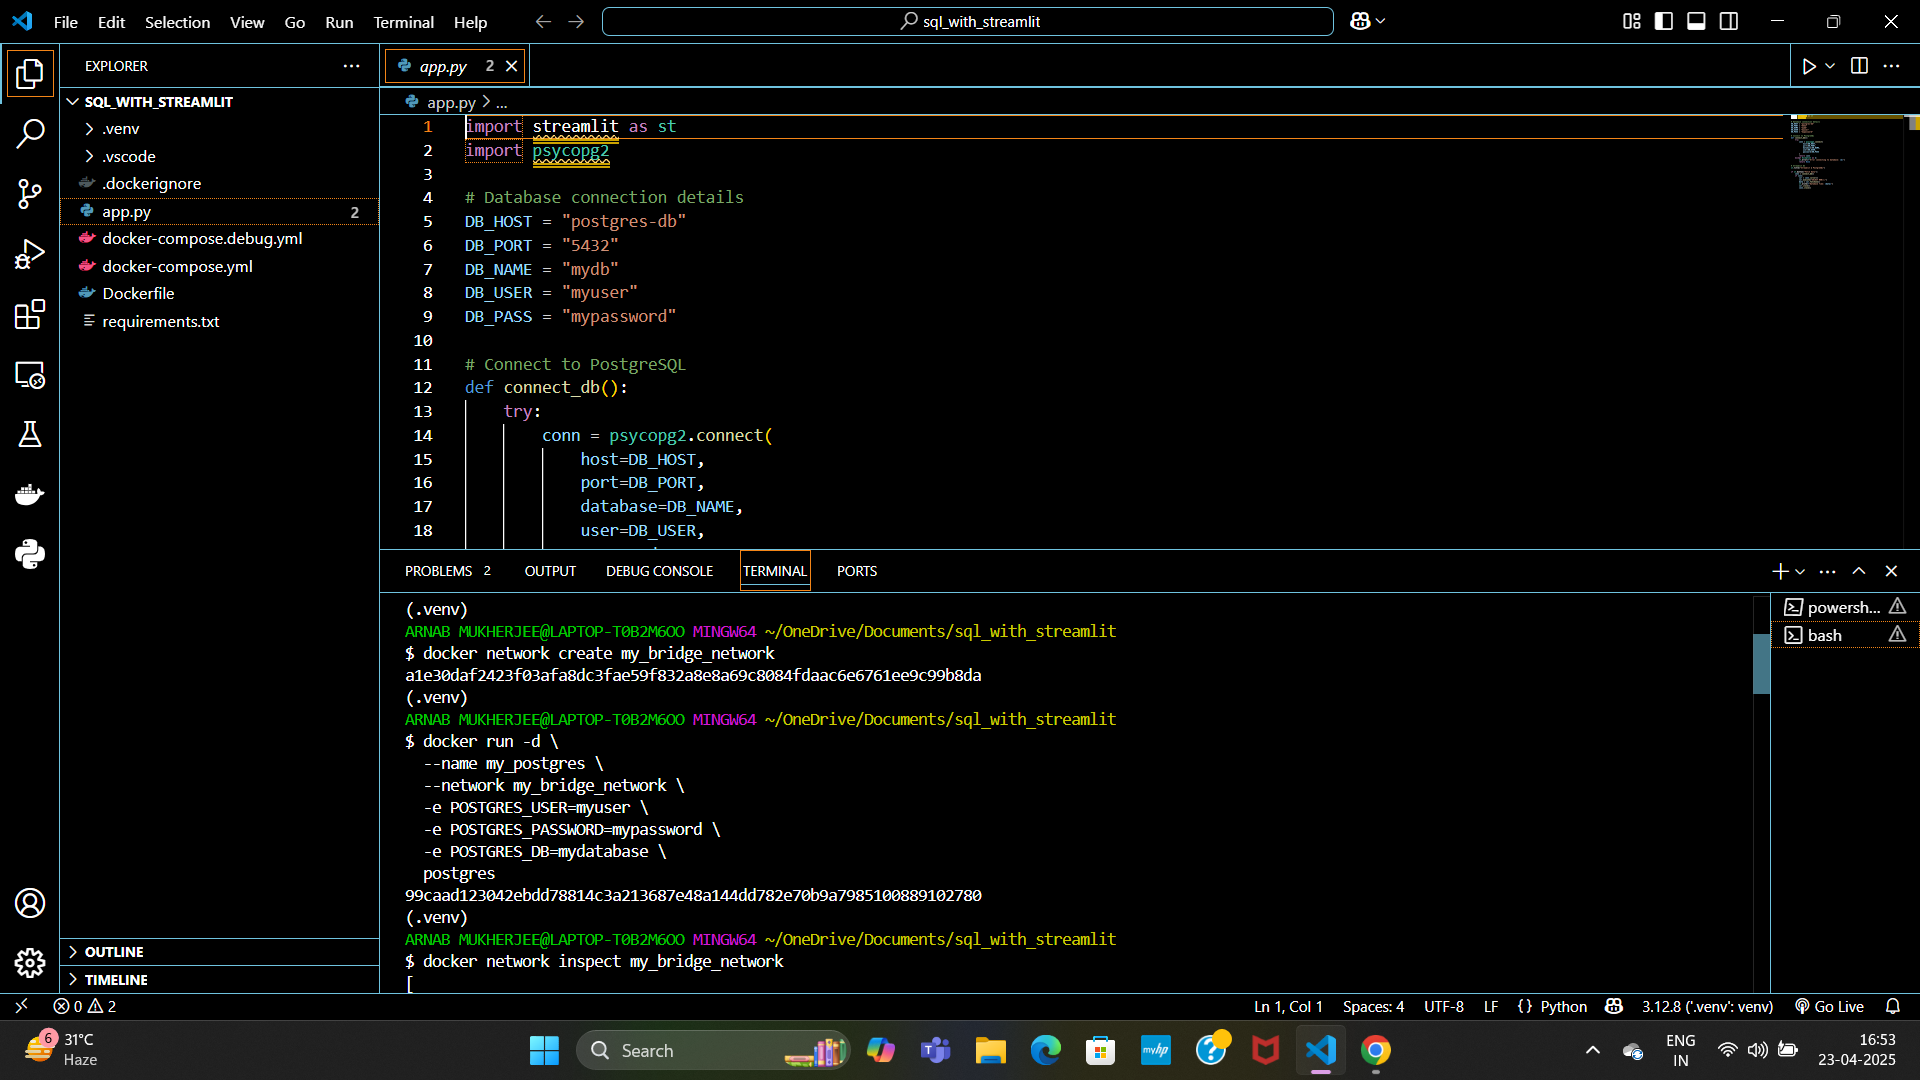 File Edit Selection View Go Run Terminal Help
sql_with_streamlit
EXPLORER
SQL_WITH_STREAMLIT
.venv
.vscode
.dockerignore
app.py 2
docker-compose.debug.yml
docker-compose.yml
Dockerfile
requirements.txt
OUTLINE
TIMELINE
app.py 2
app.py > ...
1 import streamlit as st
2 import psycopg2
3
4 # Database connection details
5 DB_HOST = "postgres-db"
6 DB_PORT = "5432"
7 DB_NAME = "mydb"
8 DB_USER = "myuser"
9 DB_PASS = "mypassword"
10
11 # Connect to PostgreSQL
12 def connect_db():
13 try:
14 conn = psycopg2.connect(
15 host=DB_HOST,
16 port=DB_PORT,
17 database=DB_NAME,
18 user=DB_USER,
PROBLEMS 2 OUTPUT DEBUG CONSOLE TERMINAL PORTS
(.venv)
ARNAB MUKHERJEE@LAPTOP-T0B2M6OO MINGW64 ~/OneDrive/Documents/sql_with_streamlit
$ docker network create my_bridge_network
a1e30daf2423f03afa8dc3fae59f832a8e8a69c8084fdaac6e6761ee9c99b8da
(.venv)
ARNAB MUKHERJEE@LAPTOP-T0B2M6OO MINGW64 ~/OneDrive/Documents/sql_with_streamlit
$ docker run -d \
--name my_postgres \
--network my_bridge_network \
-e POSTGRES_USER=myuser \
-e POSTGRES_PASSWORD=mypassword \
-e POSTGRES_DB=mydatabase \
postgres
99caad123042ebdd78814c3a213687e48a144dd782e70b9a7985100889102780
(.venv)
ARNAB MUKHERJEE@LAPTOP-T0B2M6OO MINGW64 ~/OneDrive/Documents/sql_with_streamlit
$ docker network inspect my_bridge_network
[
powersh...
bash
0 2
Ln 1, Col 1 Spaces: 4 UTF-8 LF {} Python 3.12.8 ('.venv': venv) Go Live
6
31°C
Haze
Search
myhp
ENG
IN
16:53
23-04-2025